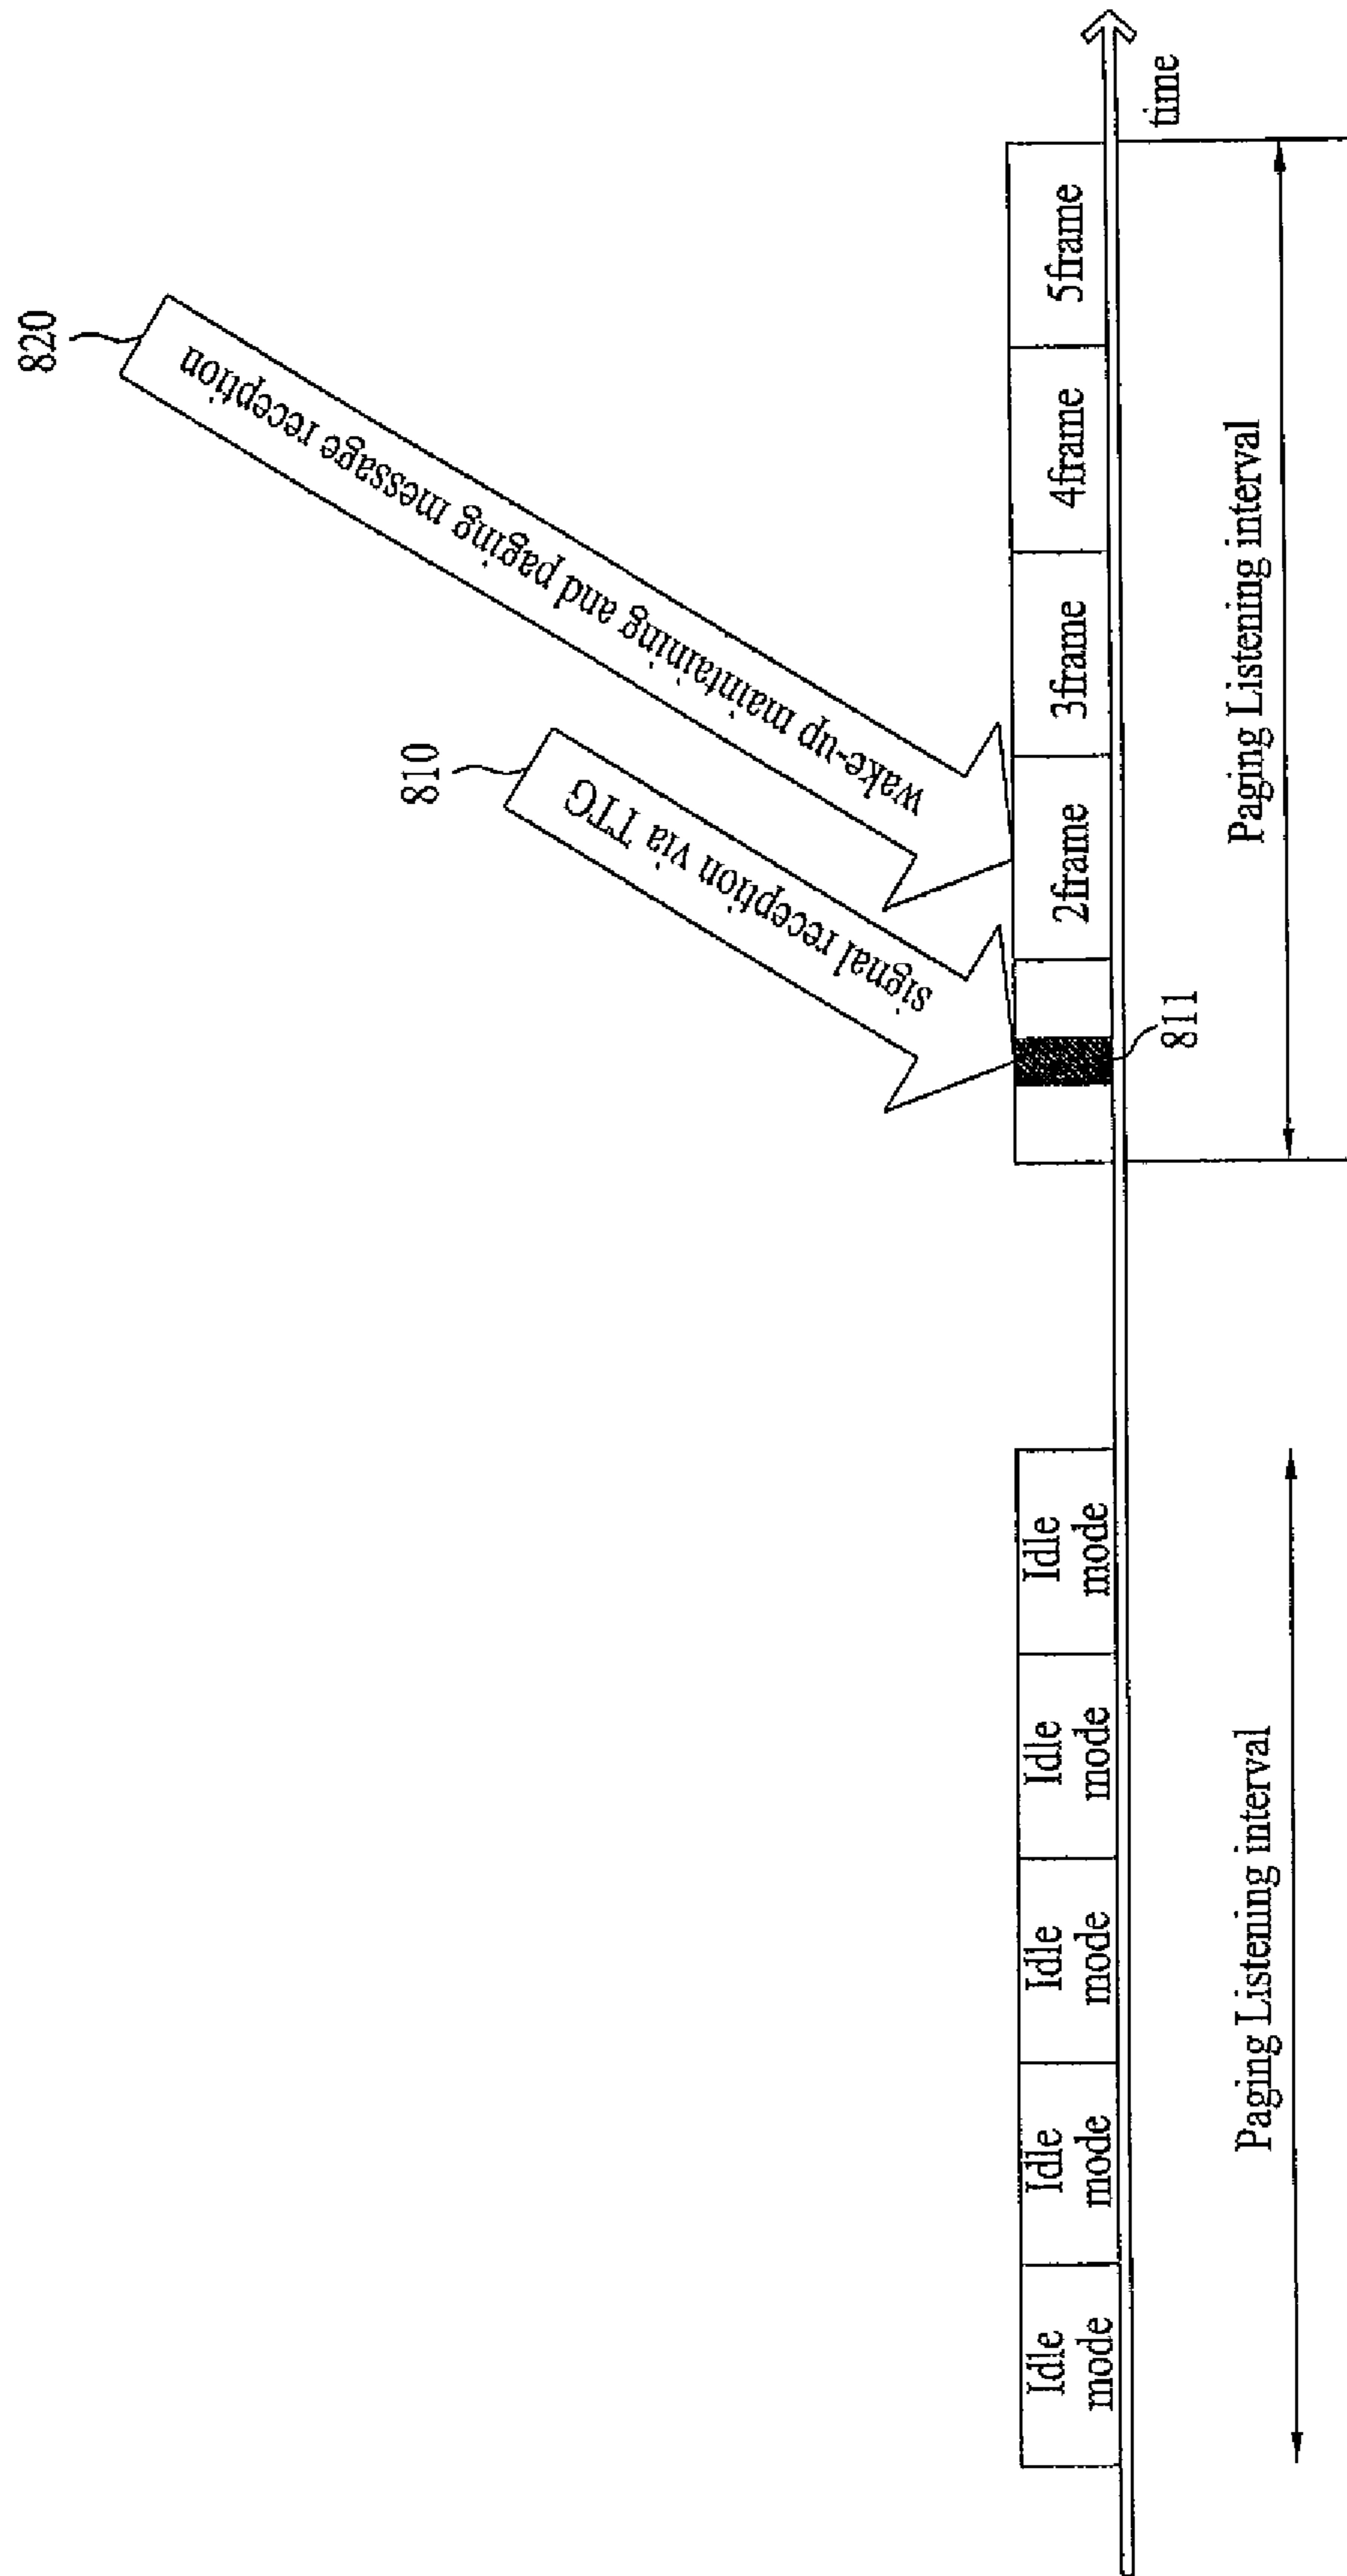 820
wake-up maintaining and paging message reception
810
signal reception via TTG
Idle
mode
Idle
mode
Idle
mode
Idle
mode
Idle
mode
2frame
3frame
4frame
5frame
811
time
Paging Listening interval
Paging Listening interval